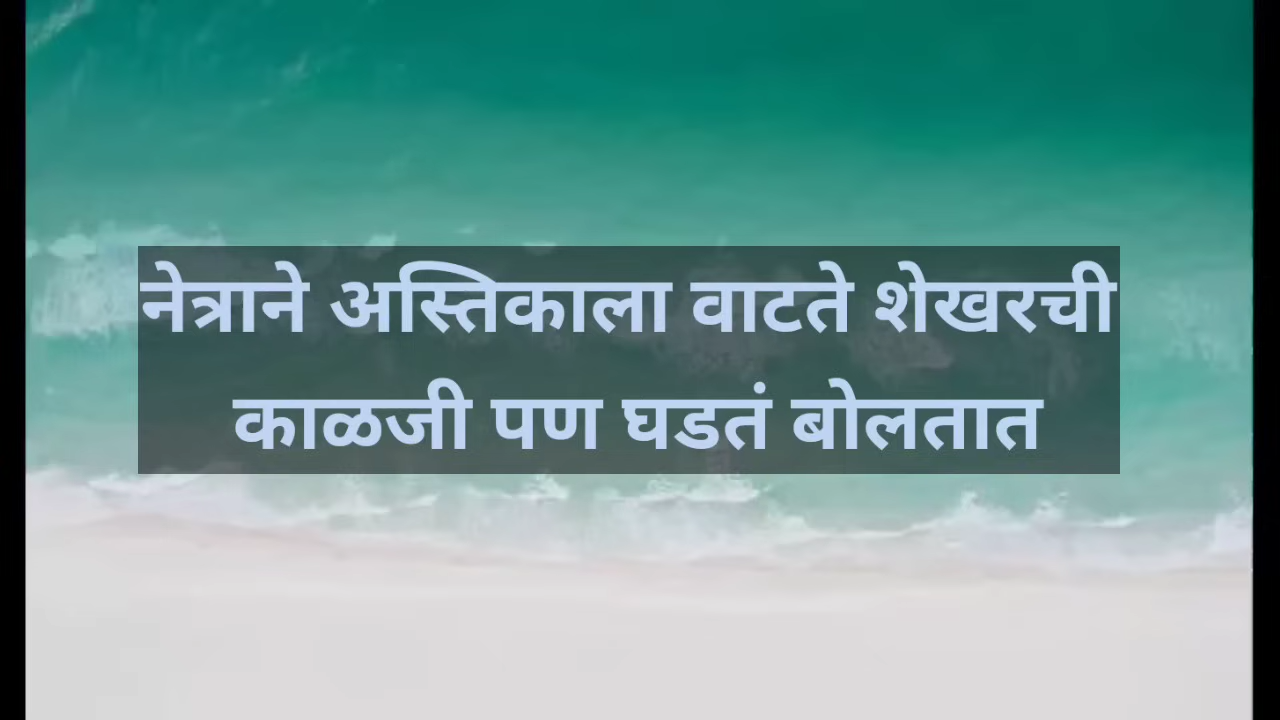 नेत्राने अस्तिकाला वाटते शेखरची
काळजी पण घडतं बोलतात